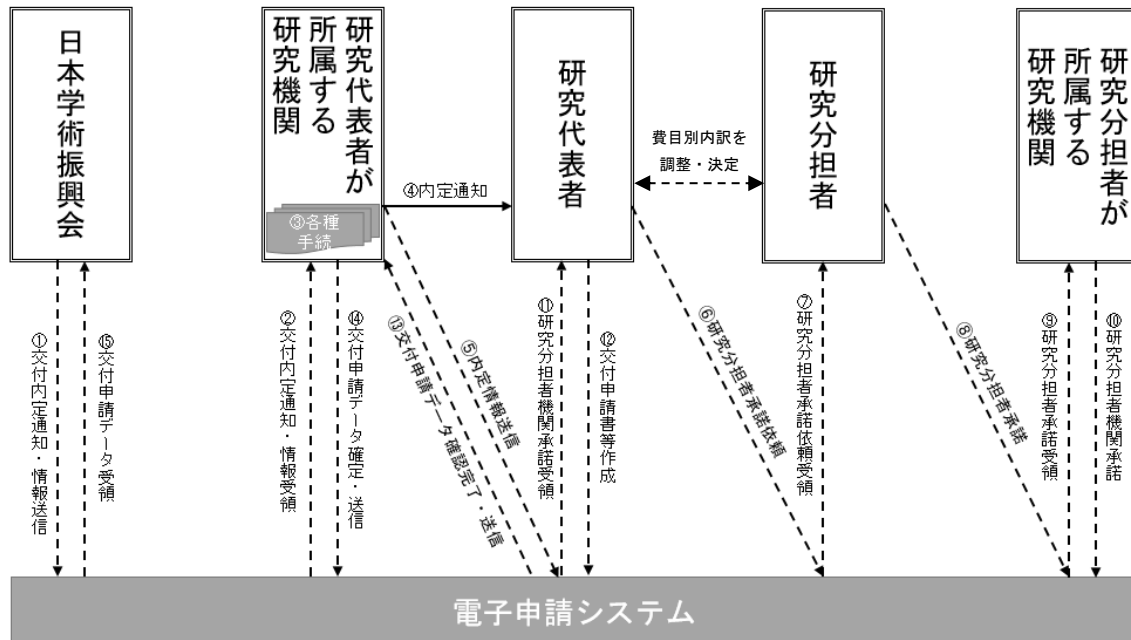 日本学術振興会
研究代表者が
所属する
研究機関
③各種
手続
研究代表者
研究分担者
研究分担者が
所属する
研究機関
④内定通知
費目別内訳を
調整・決定
①交付内定通知・情報送信
⑮交付申請データ受領
②交付内定通知・情報受領
⑭交付申請データ確定・送信
⑬交付申請データ確認完了・送信
⑤内定情報送信
⑪研究分担者機関承諾受領
⑫交付申請書等作成
⑥研究分担者承諾依頼
⑦研究分担者承諾依頼受領
⑧研究分担者承諾
⑨研究分担者承諾受領
⑩研究分担者機関承諾
電子申請システム